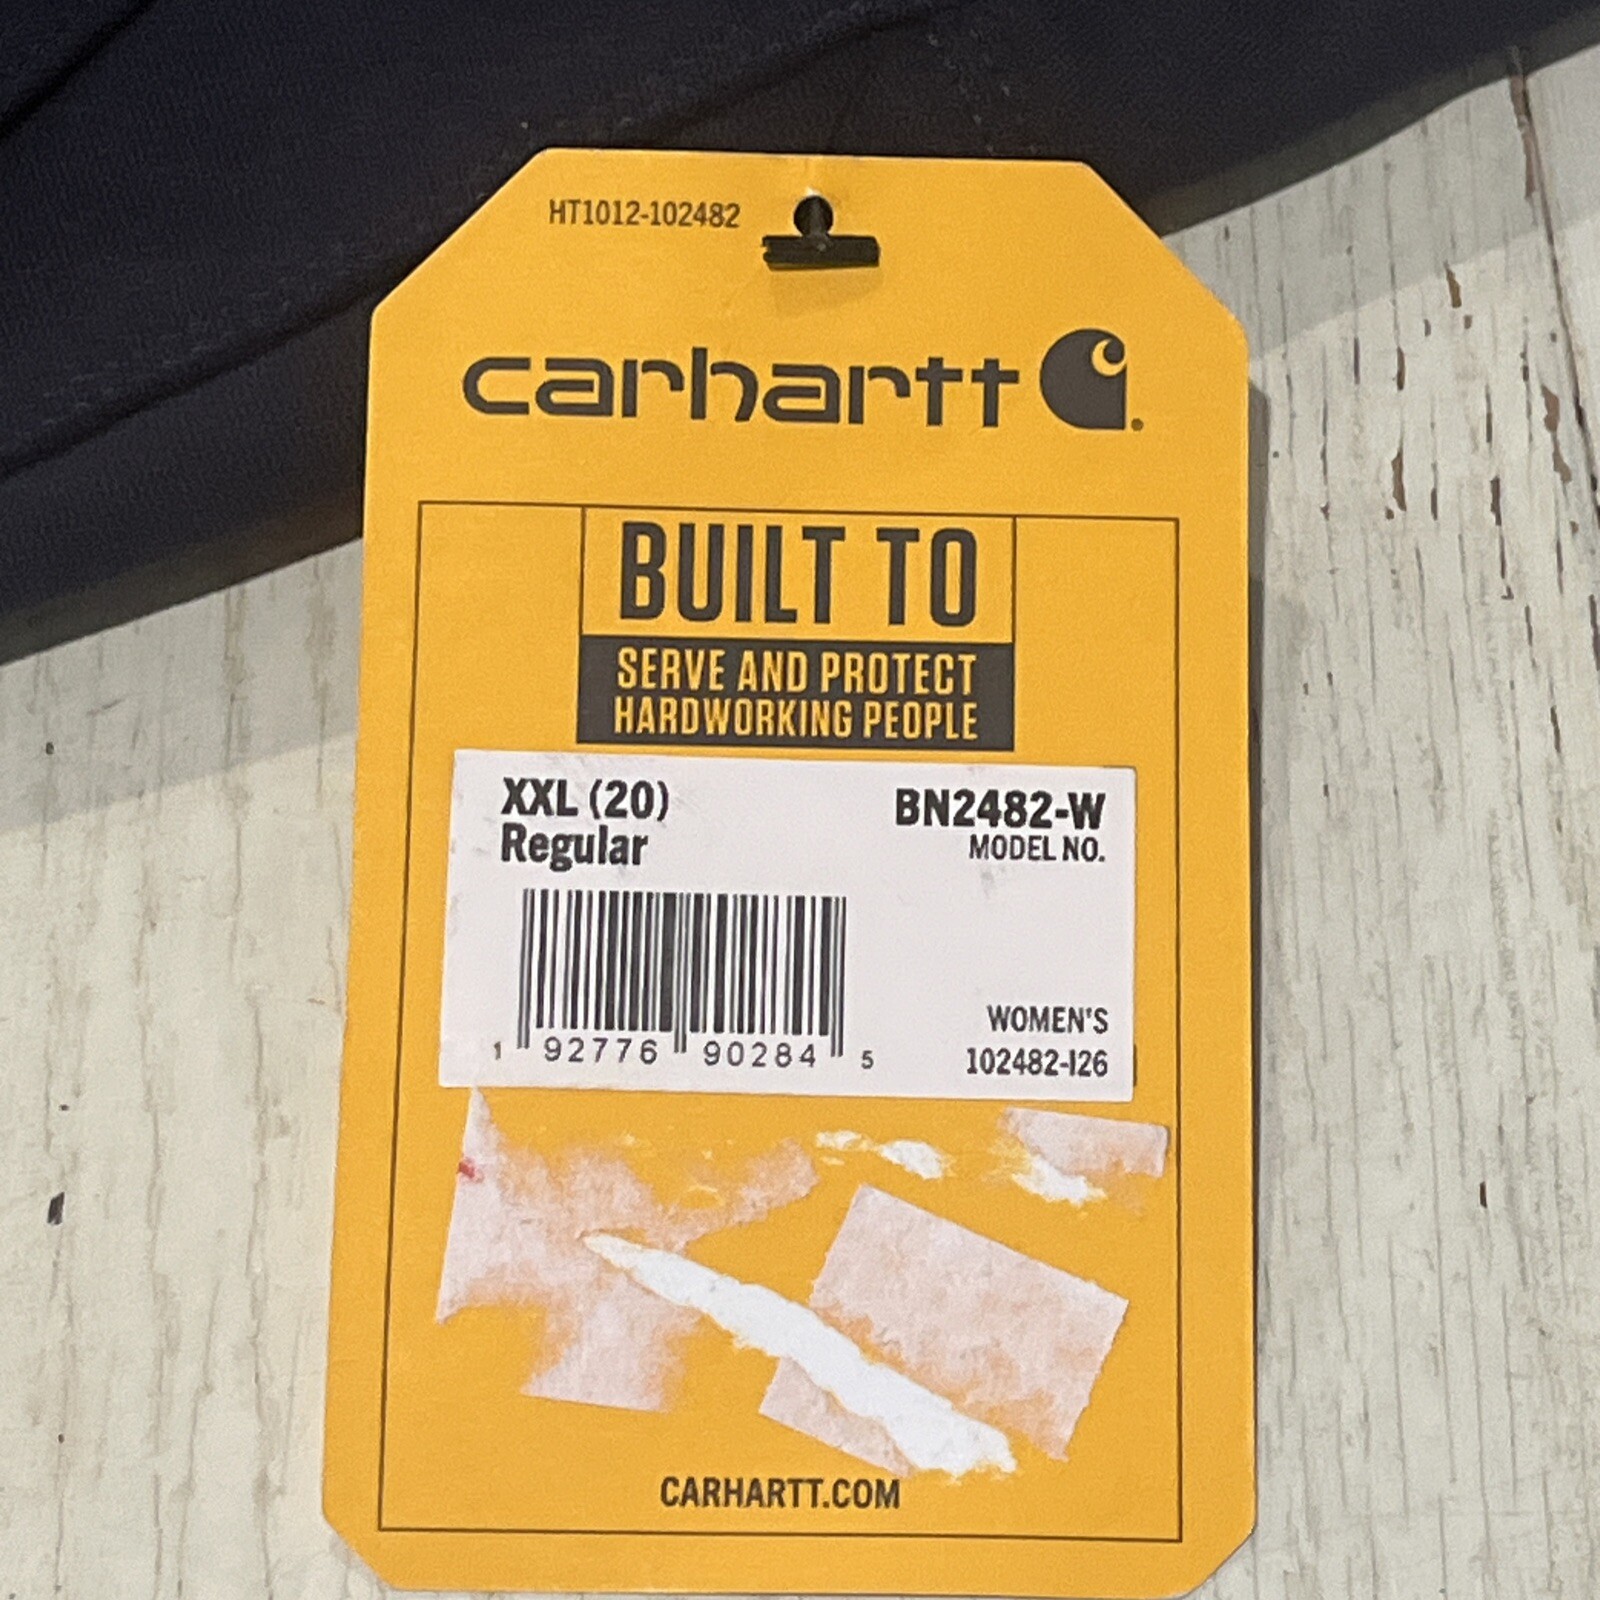 HT1012-102482
carhartt
BUILT TO
SERVE AND PROTECT
HARDWORKING PEOPLE
XXL (20)
Regular
BN2482-W
MODEL NO.
1 92776 90284 5
WOMEN'S
102482-I26
CARHARTT.COM